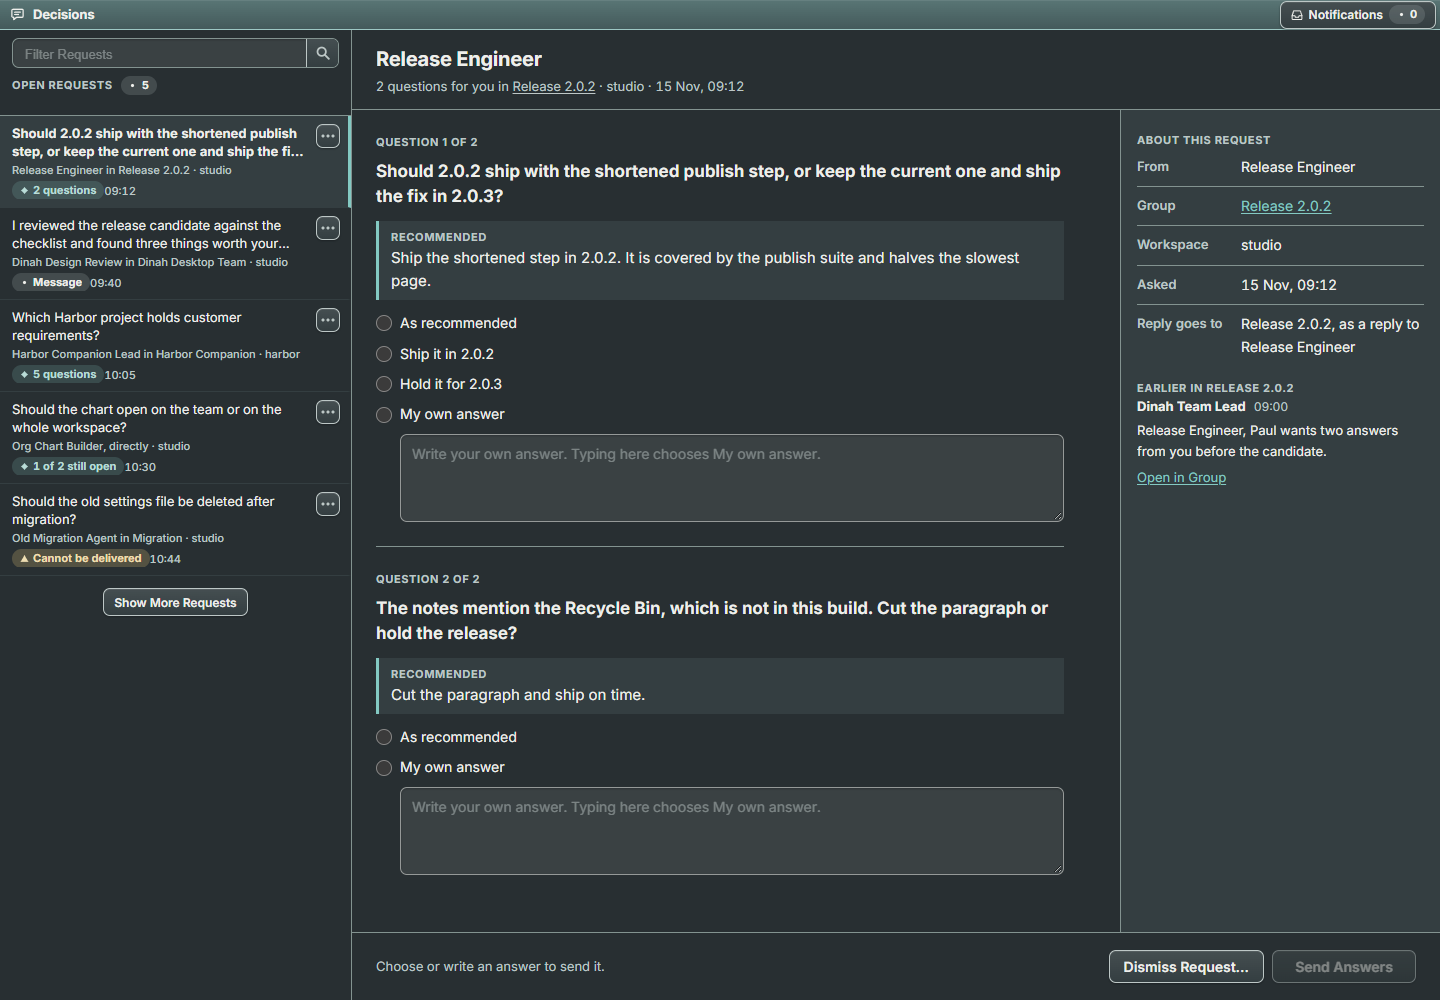 Decisions
Notifications • 0
Filter Requests
OPEN REQUESTS • 5
Should 2.0.2 ship with the shortened publish
step, or keep the current one and ship the fi...
Release Engineer in Release 2.0.2 · studio
2 questions 09:12
I reviewed the release candidate against the
checklist and found three things worth your...
Dinah Design Review in Dinah Desktop Team · studio
• Message 09:40
Which Harbor project holds customer
requirements?
Harbor Companion Lead in Harbor Companion · harbor
5 questions 10:05
Should the chart open on the team or on the
whole workspace?
Org Chart Builder, directly · studio
1 of 2 still open 10:30
Should the old settings file be deleted after
migration?
Old Migration Agent in Migration · studio
Cannot be delivered 10:44
Show More Requests
Release Engineer
2 questions for you in Release 2.0.2 · studio · 15 Nov, 09:12
QUESTION 1 OF 2
Should 2.0.2 ship with the shortened publish step, or keep the current one and ship
the fix in 2.0.3?
RECOMMENDED
Ship the shortened step in 2.0.2. It is covered by the publish suite and halves the slowest
page.
As recommended
Ship it in 2.0.2
Hold it for 2.0.3
My own answer
Write your own answer. Typing here chooses My own answer.
QUESTION 2 OF 2
The notes mention the Recycle Bin, which is not in this build. Cut the paragraph or
hold the release?
RECOMMENDED
Cut the paragraph and ship on time.
As recommended
My own answer
Write your own answer. Typing here chooses My own answer.
Choose or write an answer to send it.
Dismiss Request...
Send Answers
ABOUT THIS REQUEST
From Release Engineer
Group Release 2.0.2
Workspace studio
Asked 15 Nov, 09:12
Reply goes to Release 2.0.2, as a reply to
Release Engineer
EARLIER IN RELEASE 2.0.2
Dinah Team Lead 09:00
Release Engineer, Paul wants two answers
from you before the candidate.
Open in Group